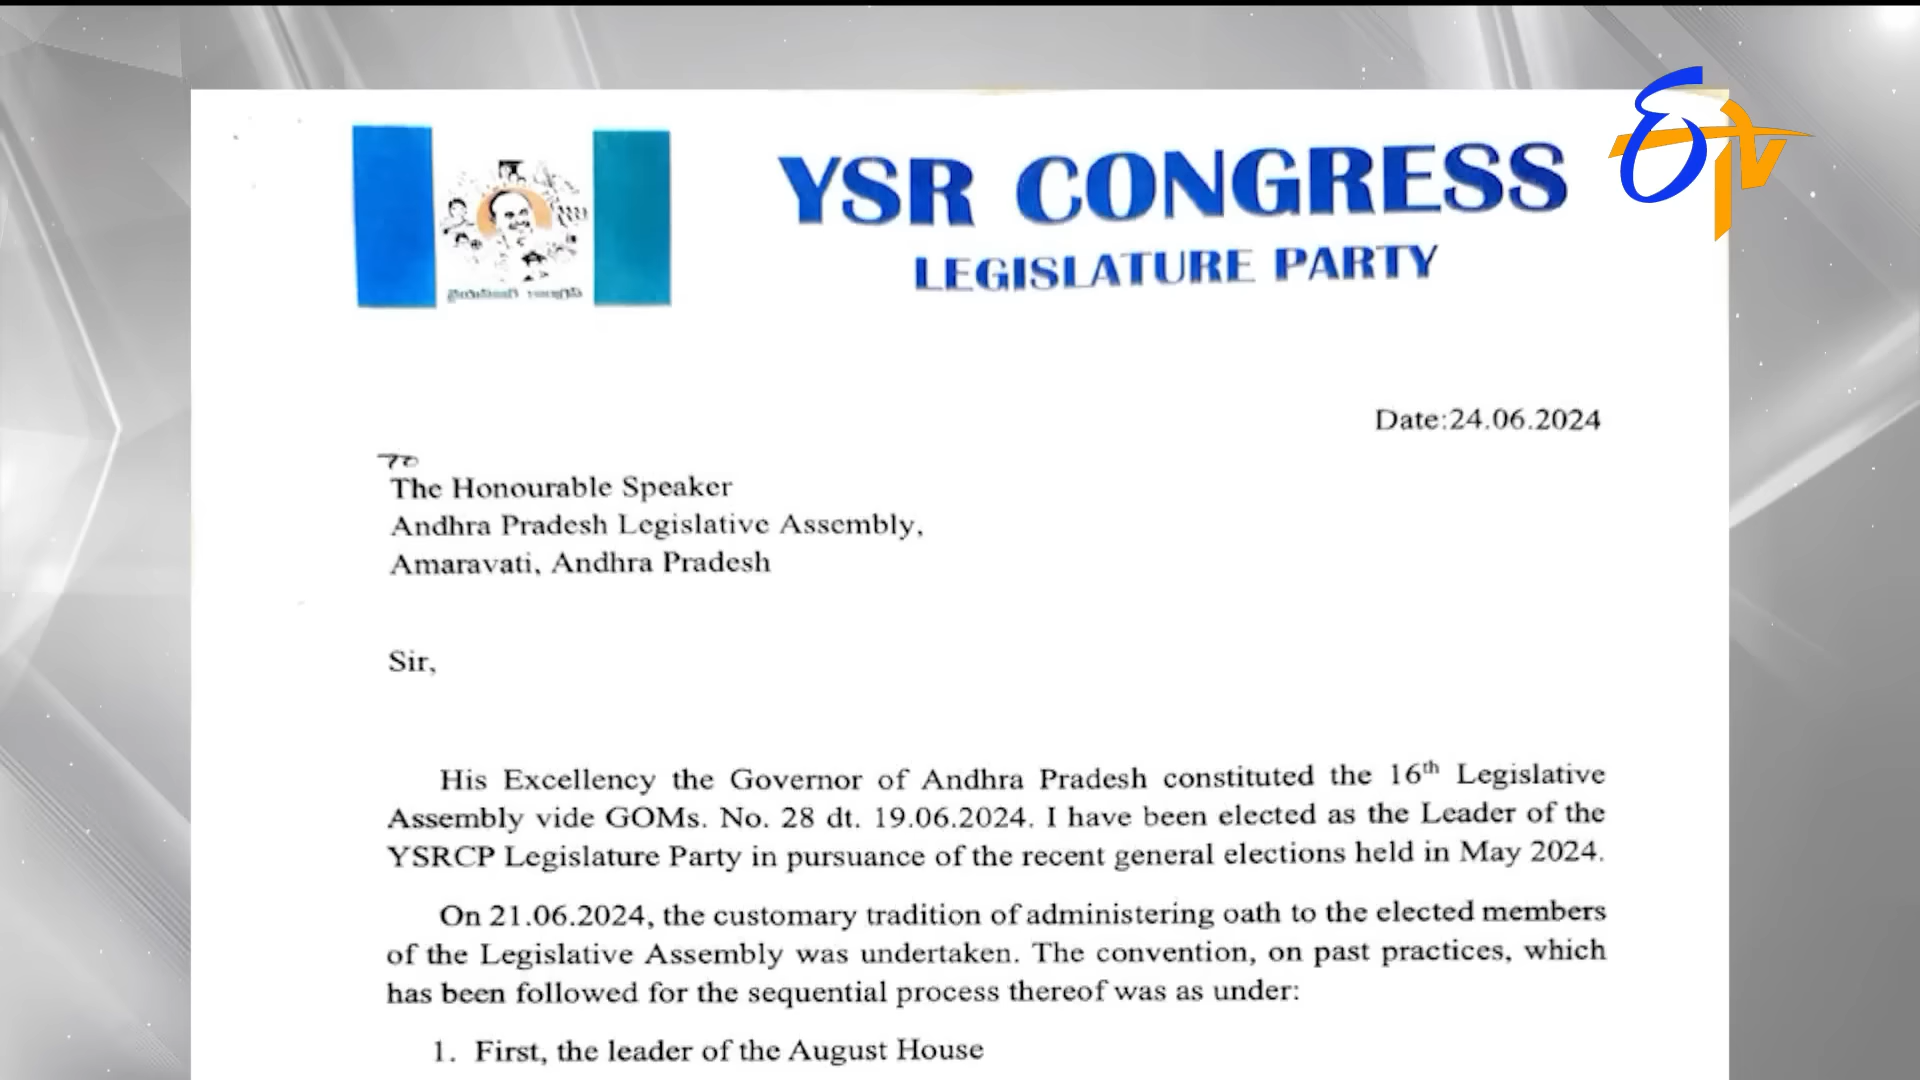 ETV
YSR CONGRESS
LEGISLATURE PARTY
Date:24.06.2024
To
The Honourable Speaker
Andhra Pradesh Legislative Assembly,
Amaravati, Andhra Pradesh
Sir,
His Excellency the Governor of Andhra Pradesh constituted the 16th Legislative
Assembly vide GOMs. No. 28 dt. 19.06.2024. I have been elected as the Leader of the
YSRCP Legislature Party in pursuance of the recent general elections held in May 2024.
On 21.06.2024, the customary tradition of administering oath to the elected members
of the Legislative Assembly was undertaken. The convention, on past practices, which
has been followed for the sequential process thereof was as under:
1. First, the leader of the August House